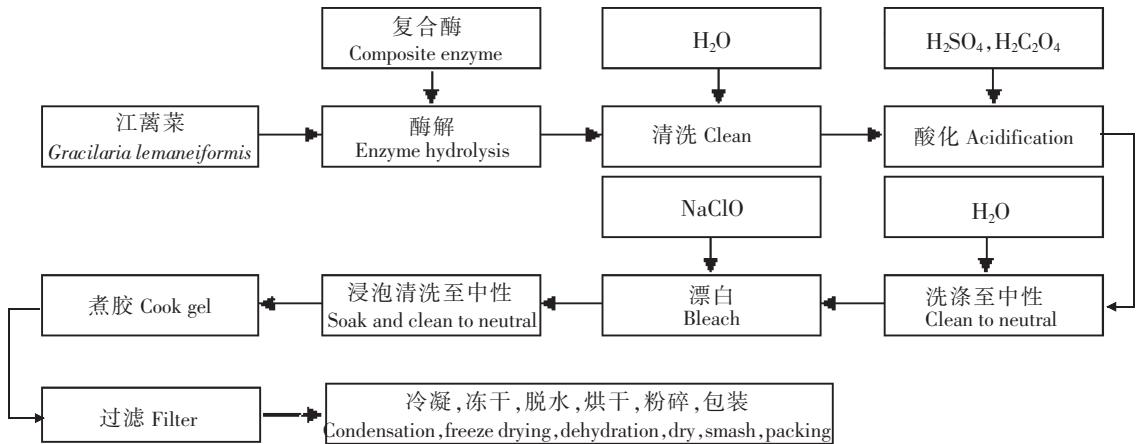 复合酶
Composite enzyme
H₂O
H₂SO₄,H₂C₂O₄
江蓠菜
Gracilaria lemaneiformis
酶解
Enzyme hydrolysis
清洗 Clean
酸化 Acidification
NaClO
H₂O
煮胶 Cook gel
浸泡清洗至中性
Soak and clean to neutral
漂白
Bleach
洗涤至中性
Clean to neutral
过滤 Filter
冷凝,冻干,脱水,烘干,粉碎,包装
Condensation,freeze drying,dehydration,dry,smash,packing